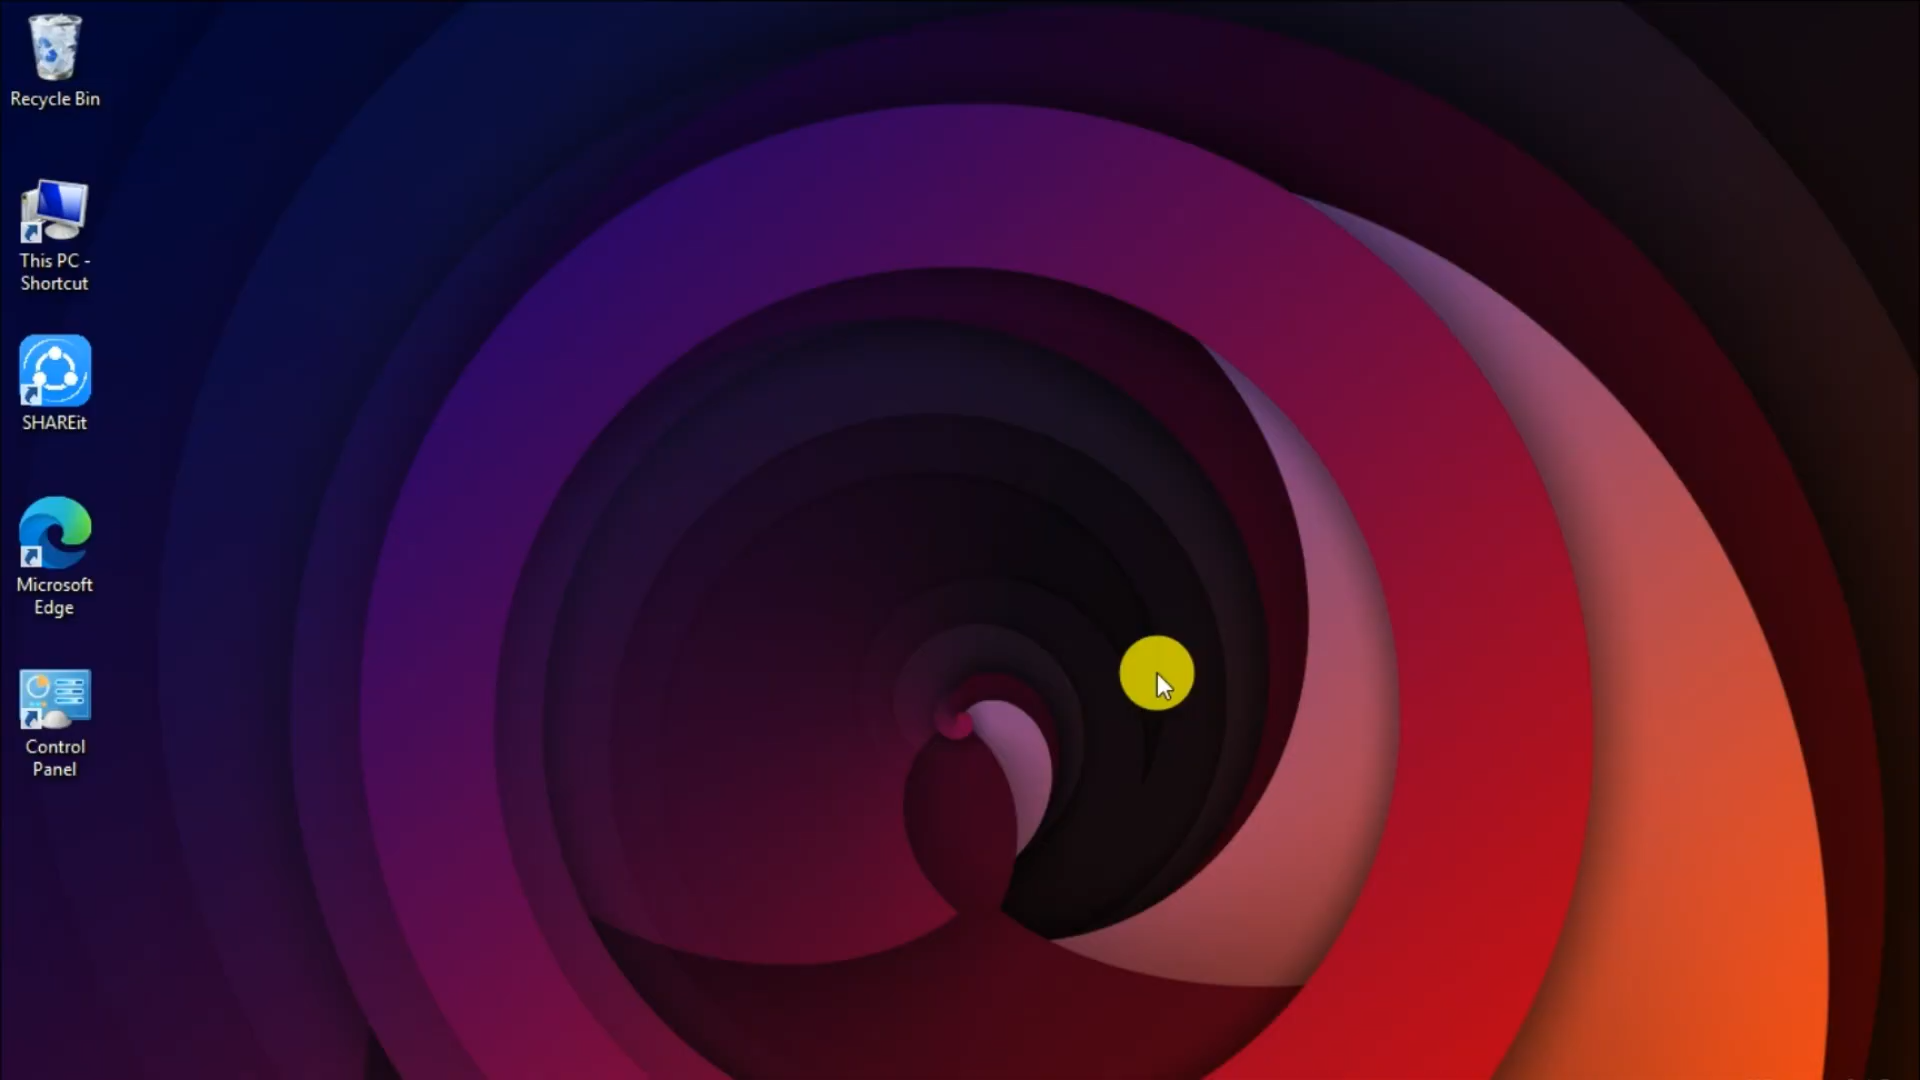 Recycle Bin
This PC -
Shortcut
SHAREit
Microsoft
Edge
Control
Panel